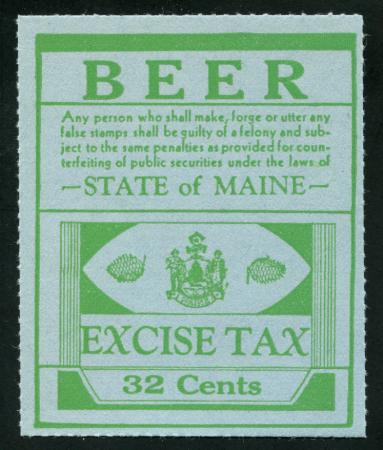 BEER
Any person who shall make, forge or utter any
false stamps shall be guilty of a felony and sub-
ject to the same penalties as provided for coun-
terfeiting of public securities under the laws of
–STATE of MAINE–
EXCISE TAX
32 Cents